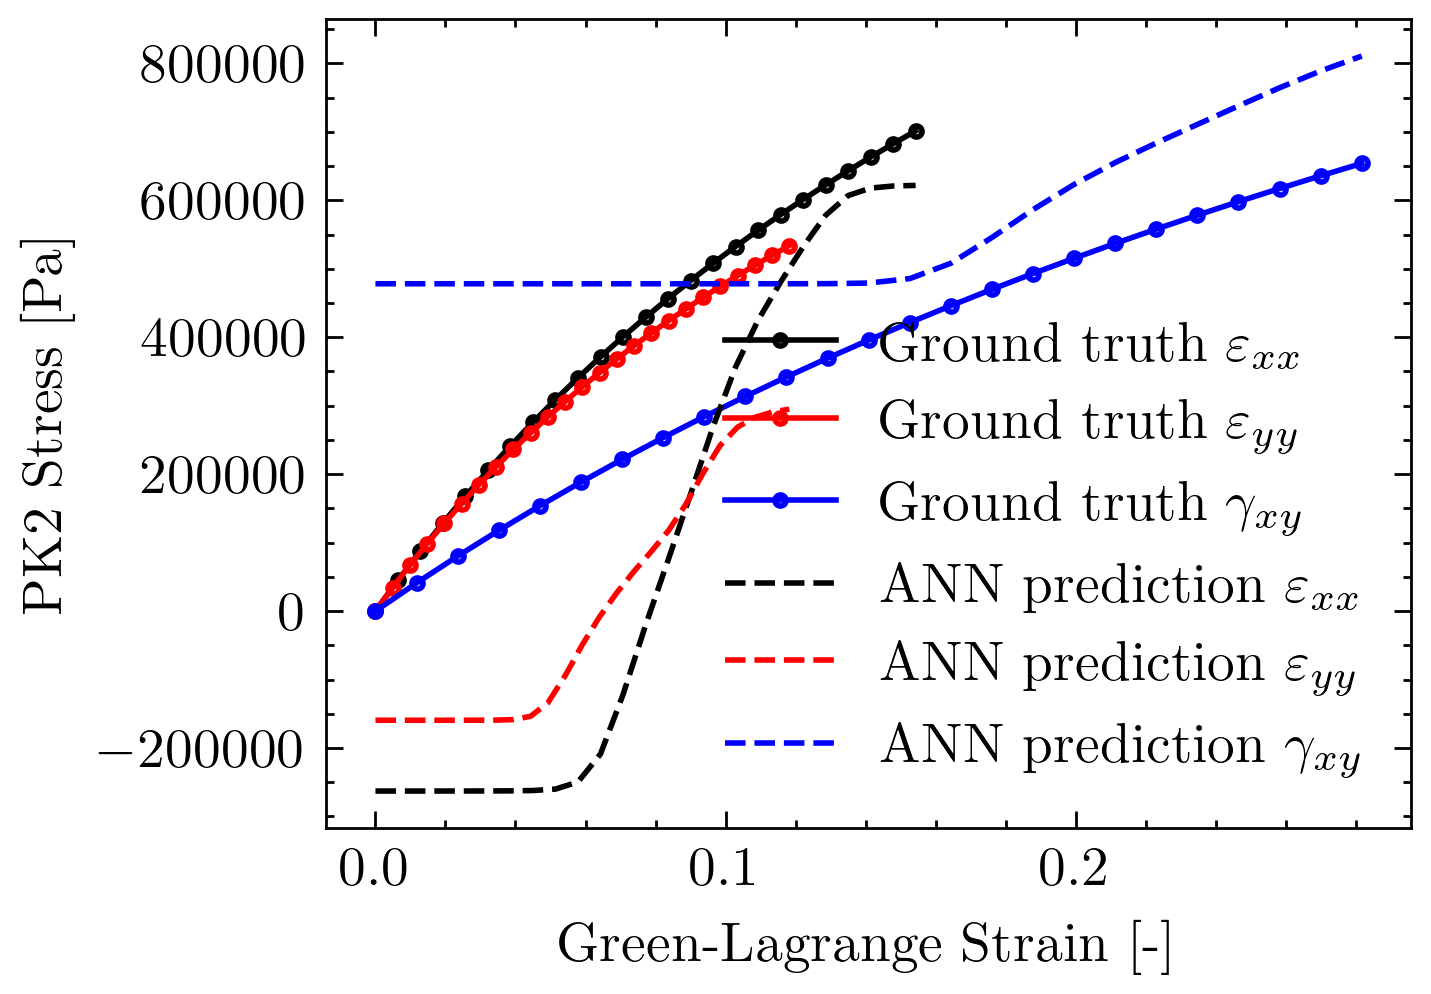 800000
600000
400000
200000
0
−200000
PK2 Stress [Pa]
Ground truth εxx
Ground truth εyy
Ground truth γxy
ANN prediction εxx
ANN prediction εyy
ANN prediction γxy
0.0 0.1 0.2
Green-Lagrange Strain [-]